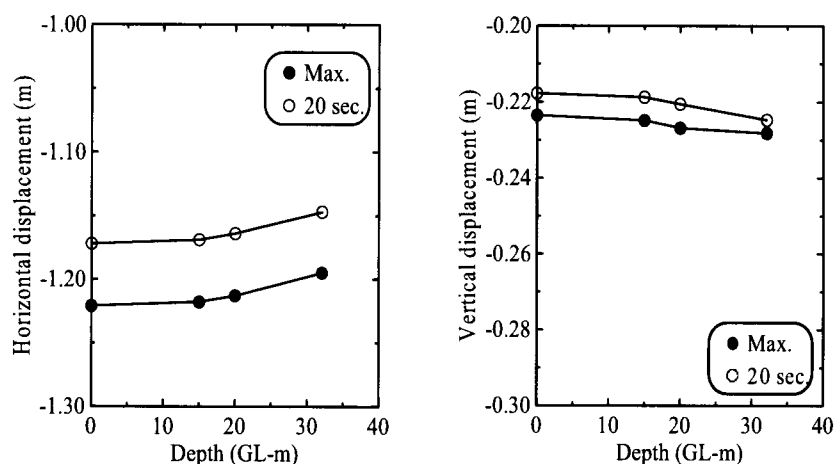 -1.00
-1.10
-1.20
-1.30
Horizontal displacement (m)
Max.
20 sec.
0
10
20
30
40
Depth (GL-m)
-0.20
-0.22
-0.24
-0.26
-0.28
-0.30
Vertical displacement (m)
Max.
20 sec.
0
10
20
30
40
Depth (GL-m)